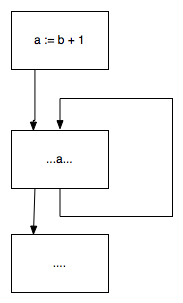 a := b + 1
...a...
....